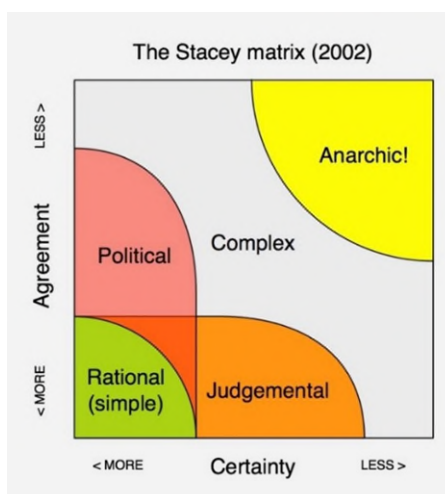 The Stacey matrix (2002)
LESS >
Anarchic!
Agreement
Political
Complex
< MORE
Rational
(simple)
Judgemental
< MORE
Certainty
LESS >